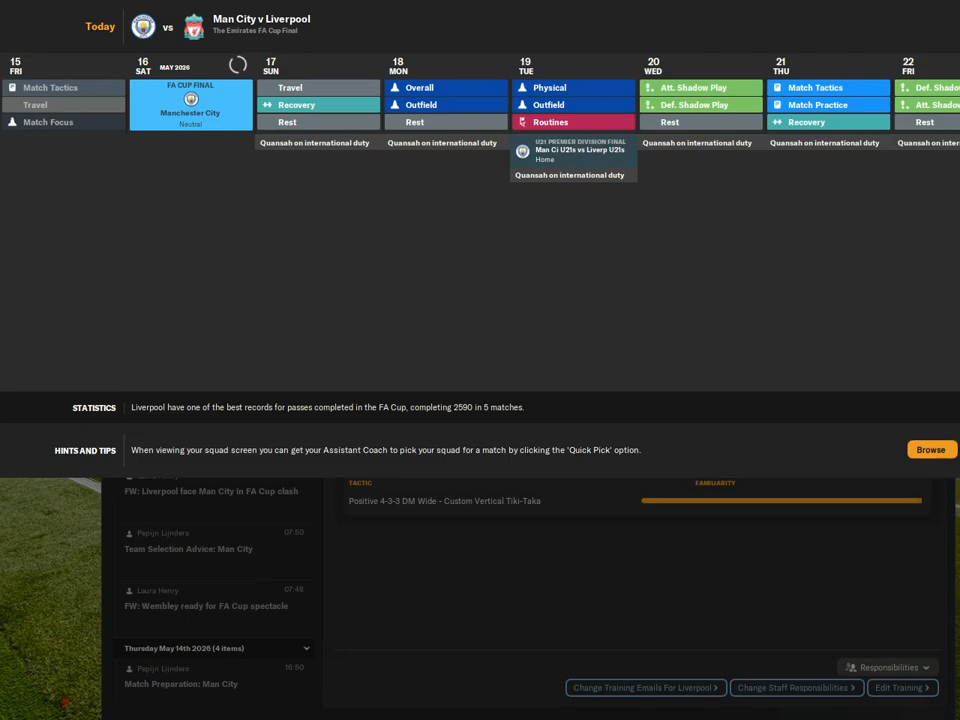 Today
vs
Man City v Liverpool
The Emirates FA Cup Final
15
FRI
16
SAT
MAY 2026
17
SUN
18
MON
19
TUE
20
WED
21
THU
22
FRI
Match Tactics
Travel
Match Focus
FA CUP FINAL
Manchester City
Neutral
Travel
Recovery
Rest
Quansah on international duty
Overall
Outfield
Rest
Quansah on international duty
Physical
Outfield
Routines
U21 PREMIER DIVISION FINAL
Man Ci U21s vs Liverp U21s
Home
Quansah on international duty
Att. Shadow Play
Def. Shadow Play
Rest
Quansah on international duty
Match Tactics
Match Practice
Recovery
Quansah on international duty
Def. Shado
Att. Shadow
Rest
Quansah on intern
STATISTICS
Liverpool have one of the best records for passes completed in the FA Cup, completing 2590 in 5 matches.
HINTS AND TIPS
When viewing your squad screen you can get your Assistant Coach to pick your squad for a match by clicking the 'Quick Pick' option.
Browse
FW: Liverpool face Man City in FA Cup clash
Pepijn Lijnders
07:50
Team Selection Advice: Man City
Laura Henry
07:48
FW: Wembley ready for FA Cup spectacle
Thursday May 14th 2026 (4 items)
Pepijn Lijnders
16:50
Match Preparation: Man City
TACTIC
FAMILIARITY
Positive 4-3-3 DM Wide - Custom Vertical Tiki-Taka
Responsibilities
Change Training Emails For Liverpool
Change Staff Responsibilities
Edit Training